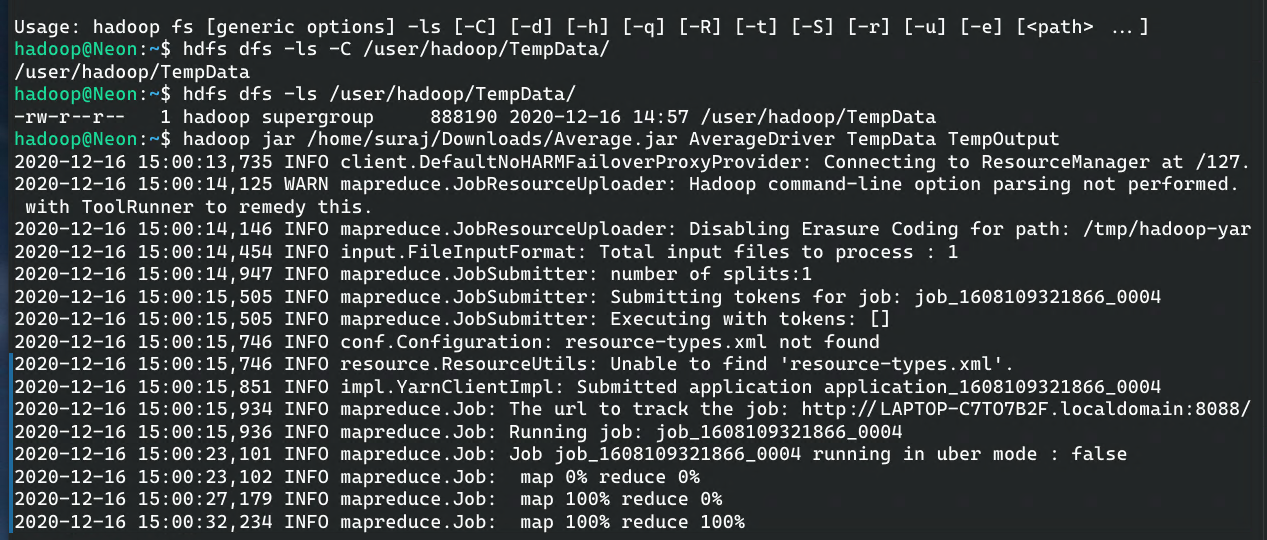 Usage: hadoop fs [generic options] -ls [-C] [-d] [-h] [-q] [-R] [-t] [-S] [-r] [-u] [-e] [<path> ...]
hadoop@Neon:~$ hdfs dfs -ls -C /user/hadoop/TempData/
/user/hadoop/TempData
hadoop@Neon:~$ hdfs dfs -ls /user/hadoop/TempData/
-rw-r--r--   1 hadoop supergroup     888190 2020-12-16 14:57 /user/hadoop/TempData
hadoop@Neon:~$ hadoop jar /home/suraj/Downloads/Average.jar AverageDriver TempData TempOutput
2020-12-16 15:00:13,735 INFO client.DefaultNoHARMFailoverProxyProvider: Connecting to ResourceManager at /127.
2020-12-16 15:00:14,125 WARN mapreduce.JobResourceUploader: Hadoop command-line option parsing not performed.
 with ToolRunner to remedy this.
2020-12-16 15:00:14,146 INFO mapreduce.JobResourceUploader: Disabling Erasure Coding for path: /tmp/hadoop-yar
2020-12-16 15:00:14,454 INFO input.FileInputFormat: Total input files to process : 1
2020-12-16 15:00:14,947 INFO mapreduce.JobSubmitter: number of splits:1
2020-12-16 15:00:15,505 INFO mapreduce.JobSubmitter: Submitting tokens for job: job_1608109321866_0004
2020-12-16 15:00:15,505 INFO mapreduce.JobSubmitter: Executing with tokens: []
2020-12-16 15:00:15,746 INFO conf.Configuration: resource-types.xml not found
2020-12-16 15:00:15,746 INFO resource.ResourceUtils: Unable to find 'resource-types.xml'.
2020-12-16 15:00:15,851 INFO impl.YarnClientImpl: Submitted application application_1608109321866_0004
2020-12-16 15:00:15,934 INFO mapreduce.Job: The url to track the job: http://LAPTOP-C7TO7B2F.localdomain:8088/
2020-12-16 15:00:15,936 INFO mapreduce.Job: Running job: job_1608109321866_0004
2020-12-16 15:00:23,101 INFO mapreduce.Job: Job job_1608109321866_0004 running in uber mode : false
2020-12-16 15:00:23,102 INFO mapreduce.Job:  map 0% reduce 0%
2020-12-16 15:00:27,179 INFO mapreduce.Job:  map 100% reduce 0%
2020-12-16 15:00:32,234 INFO mapreduce.Job:  map 100% reduce 100%